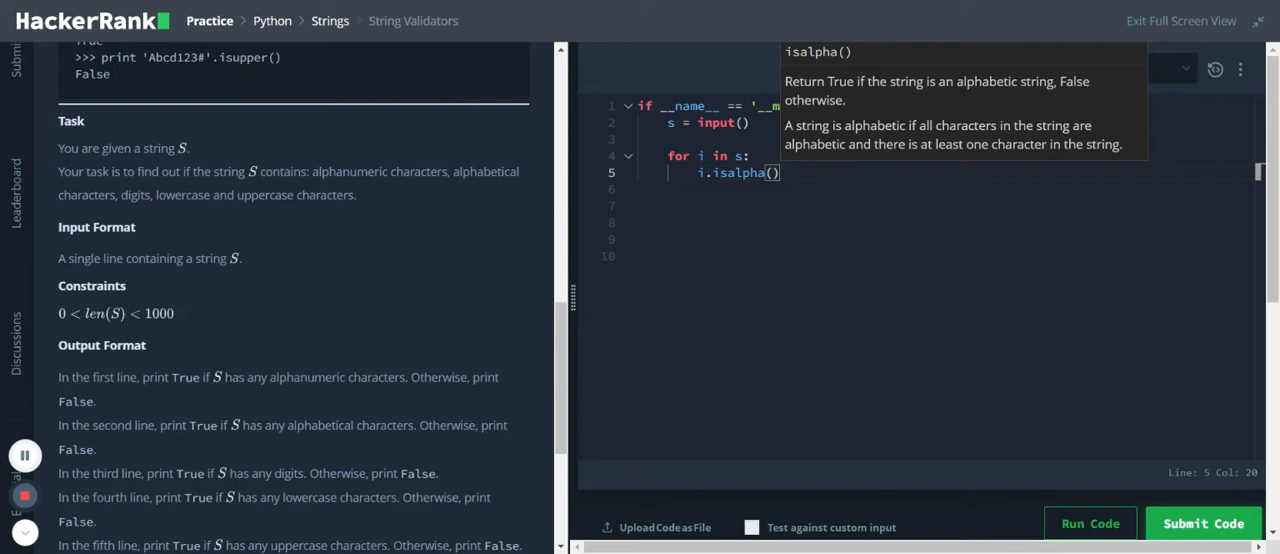 HackerRank Practice Python Strings String Validators Exit Full Screen View
True
>>> print 'Abcd123#'.isupper()
False
Task
You are given a string S.
Your task is to find out if the string S contains: alphanumeric characters, alphabetical
characters, digits, lowercase and uppercase characters.
Input Format
A single line containing a string S.
Constraints
0 < len(S) < 1000
Output Format
In the first line, print True if S has any alphanumeric characters. Otherwise, print
False.
In the second line, print True if S has any alphabetical characters. Otherwise, print
False.
In the third line, print True if S has any digits. Otherwise, print False.
In the fourth line, print True if S has any lowercase characters. Otherwise, print
False.
In the fifth line, print True if S has any uppercase characters. Otherwise, print False.
Leaderboard
Discussions
isalpha()
Return True if the string is an alphabetic string, False
otherwise.
A string is alphabetic if all characters in the string are
alphabetic and there is at least one character in the string.
1 if __name__ == '__m
2 s = input()
3
4 for i in s:
5 i.isalpha()
6
7
8
9
10
Line: 5 Col: 20
Upload Code as File Test against custom input Run Code Submit Code